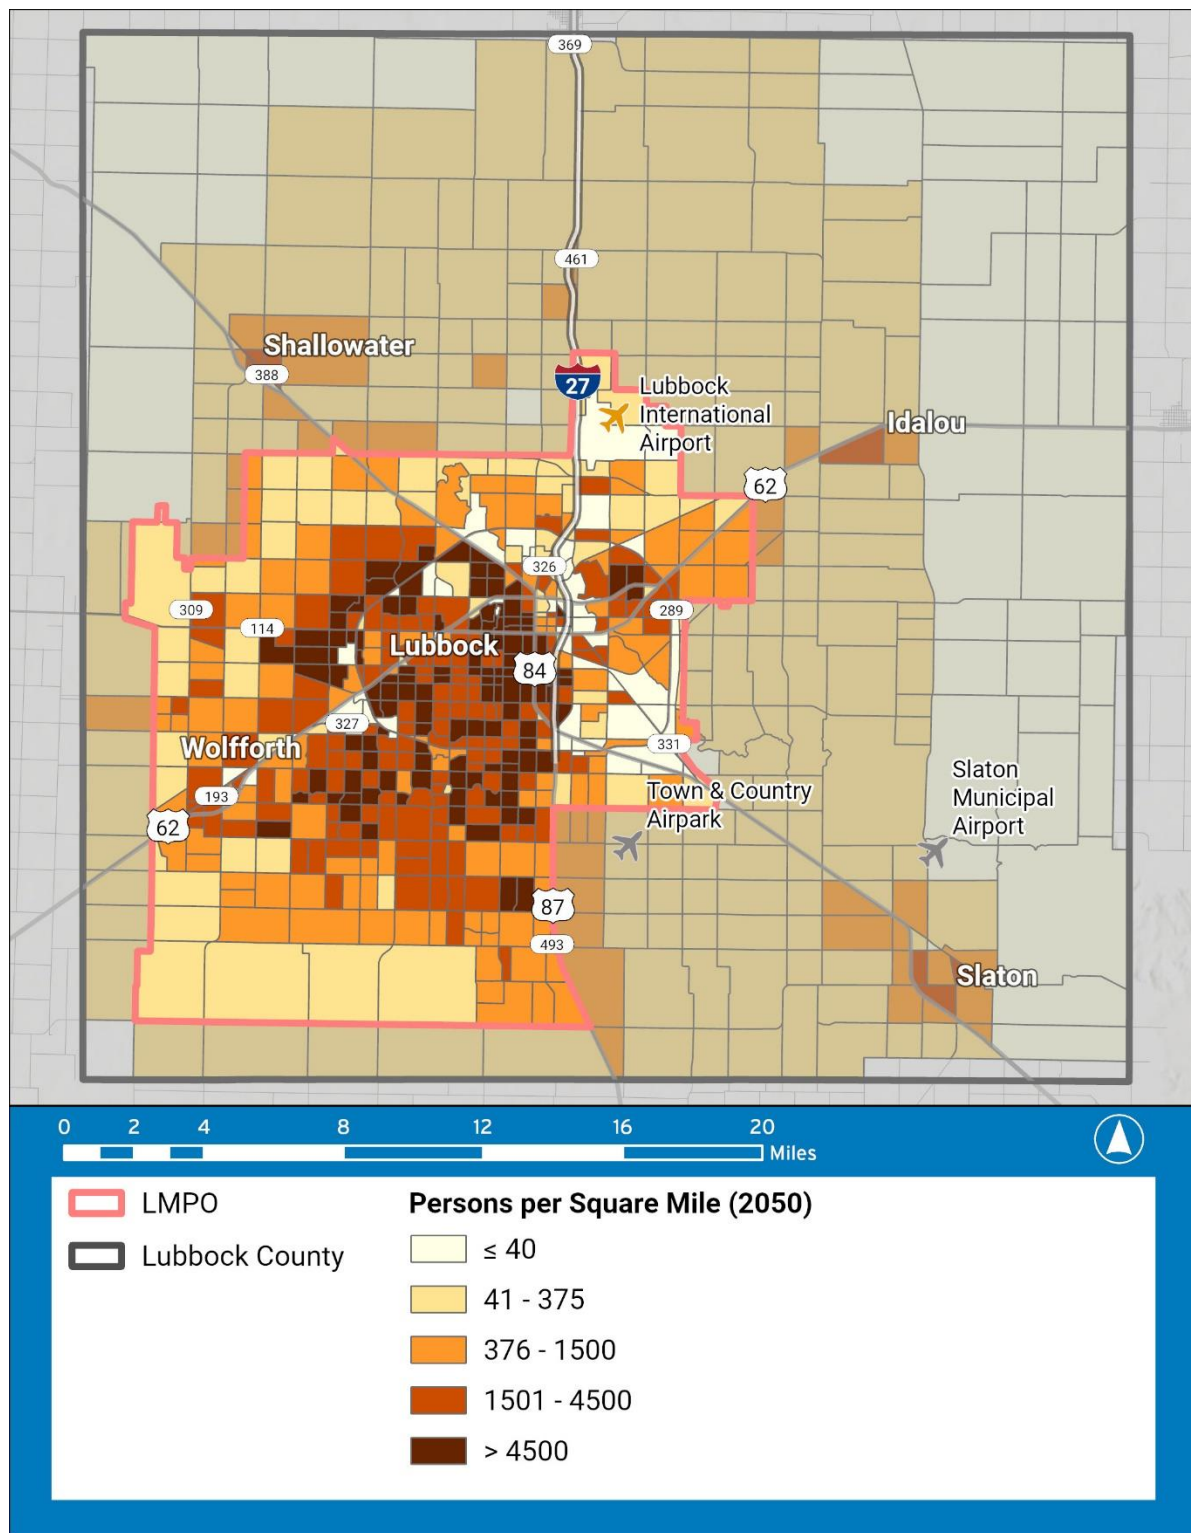 369
461
Shallowater
388
27
Lubbock
International
Airport
Idalou
62
326
309
289
114
Lubbock
84
327
331
Wolfforth
193
Town & Country
Airpark
Slaton
Municipal
Airport
62
87
493
Slaton
0 2 4 8 12 16 20
Miles
LMPO
Lubbock County
Persons per Square Mile (2050)
≤ 40
41 - 375
376 - 1500
1501 - 4500
> 4500